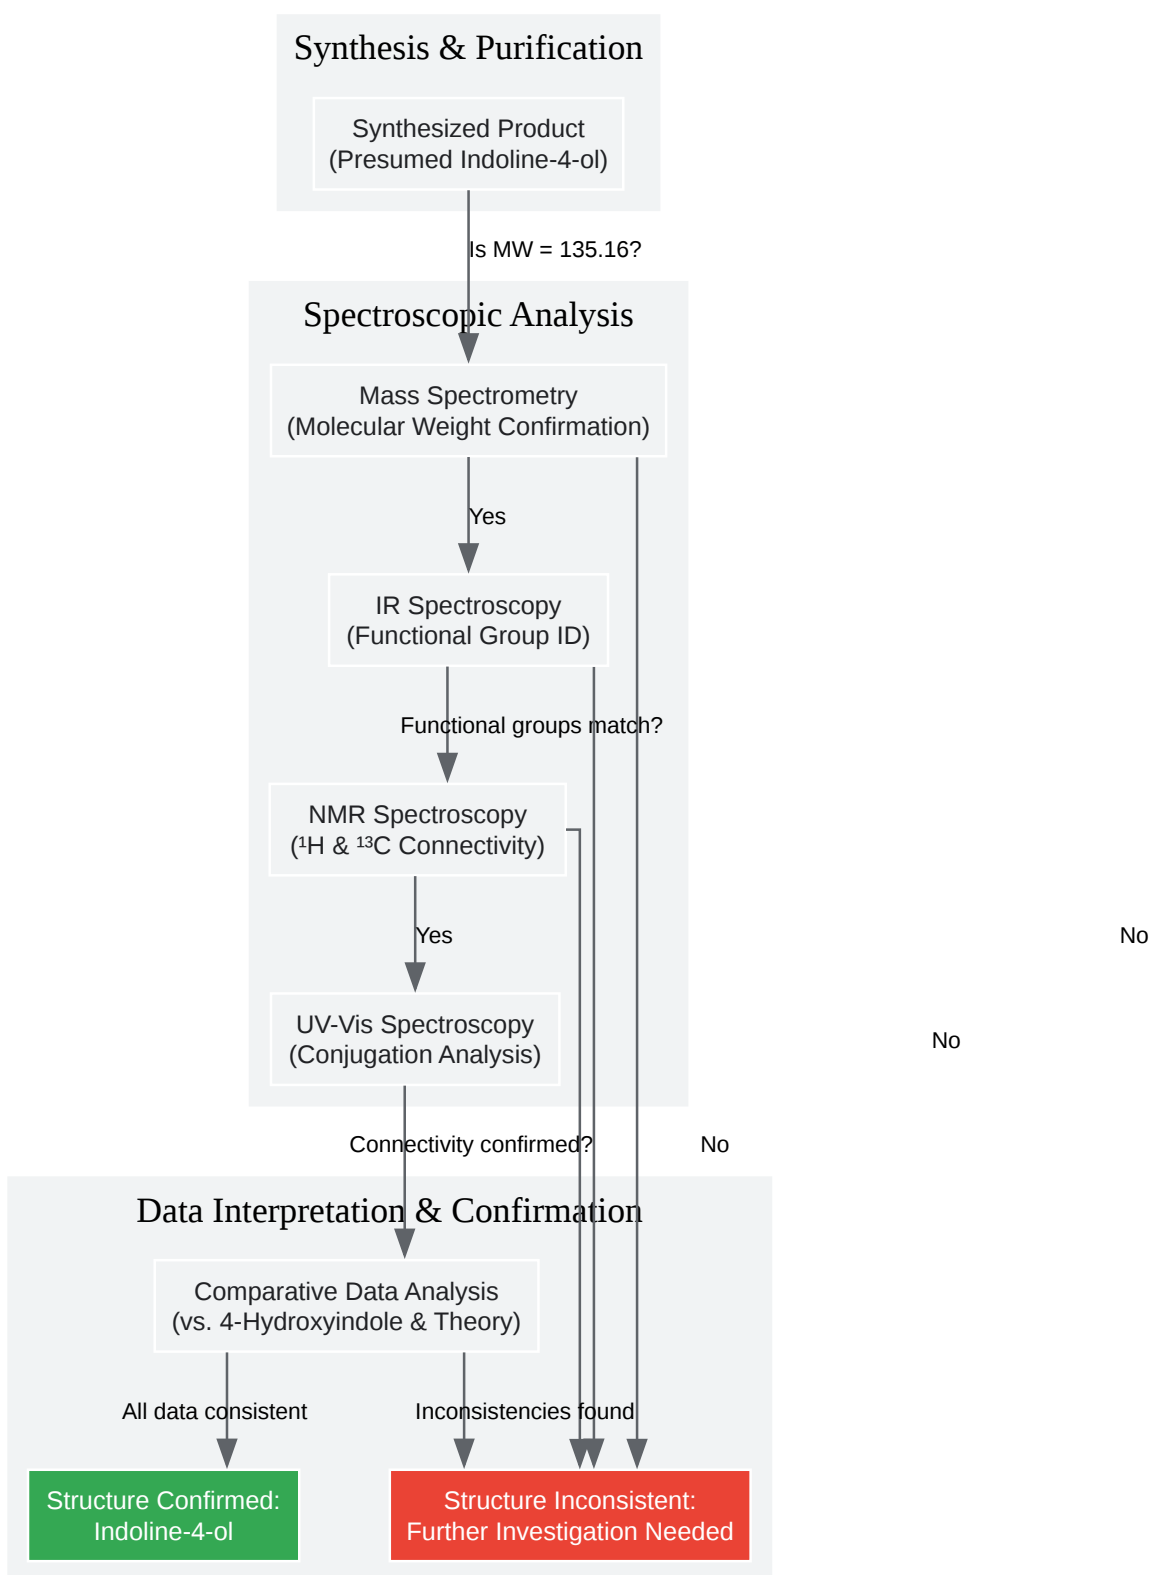 Synthesis & Purification
Synthesized Product
(Presumed Indoline-4-ol)
Is MW = 135.16?
Spectroscopic Analysis
Mass Spectrometry
(Molecular Weight Confirmation)
Yes
IR Spectroscopy
(Functional Group ID)
Functional groups match?
NMR Spectroscopy
(¹H & ¹³C Connectivity)
Yes
No
UV-Vis Spectroscopy
(Conjugation Analysis)
No
Connectivity confirmed?
No
Data Interpretation & Confirmation
Comparative Data Analysis
(vs. 4-Hydroxyindole & Theory)
All data consistent
Inconsistencies found
Structure Confirmed:
Indoline-4-ol
Structure Inconsistent:
Further Investigation Needed